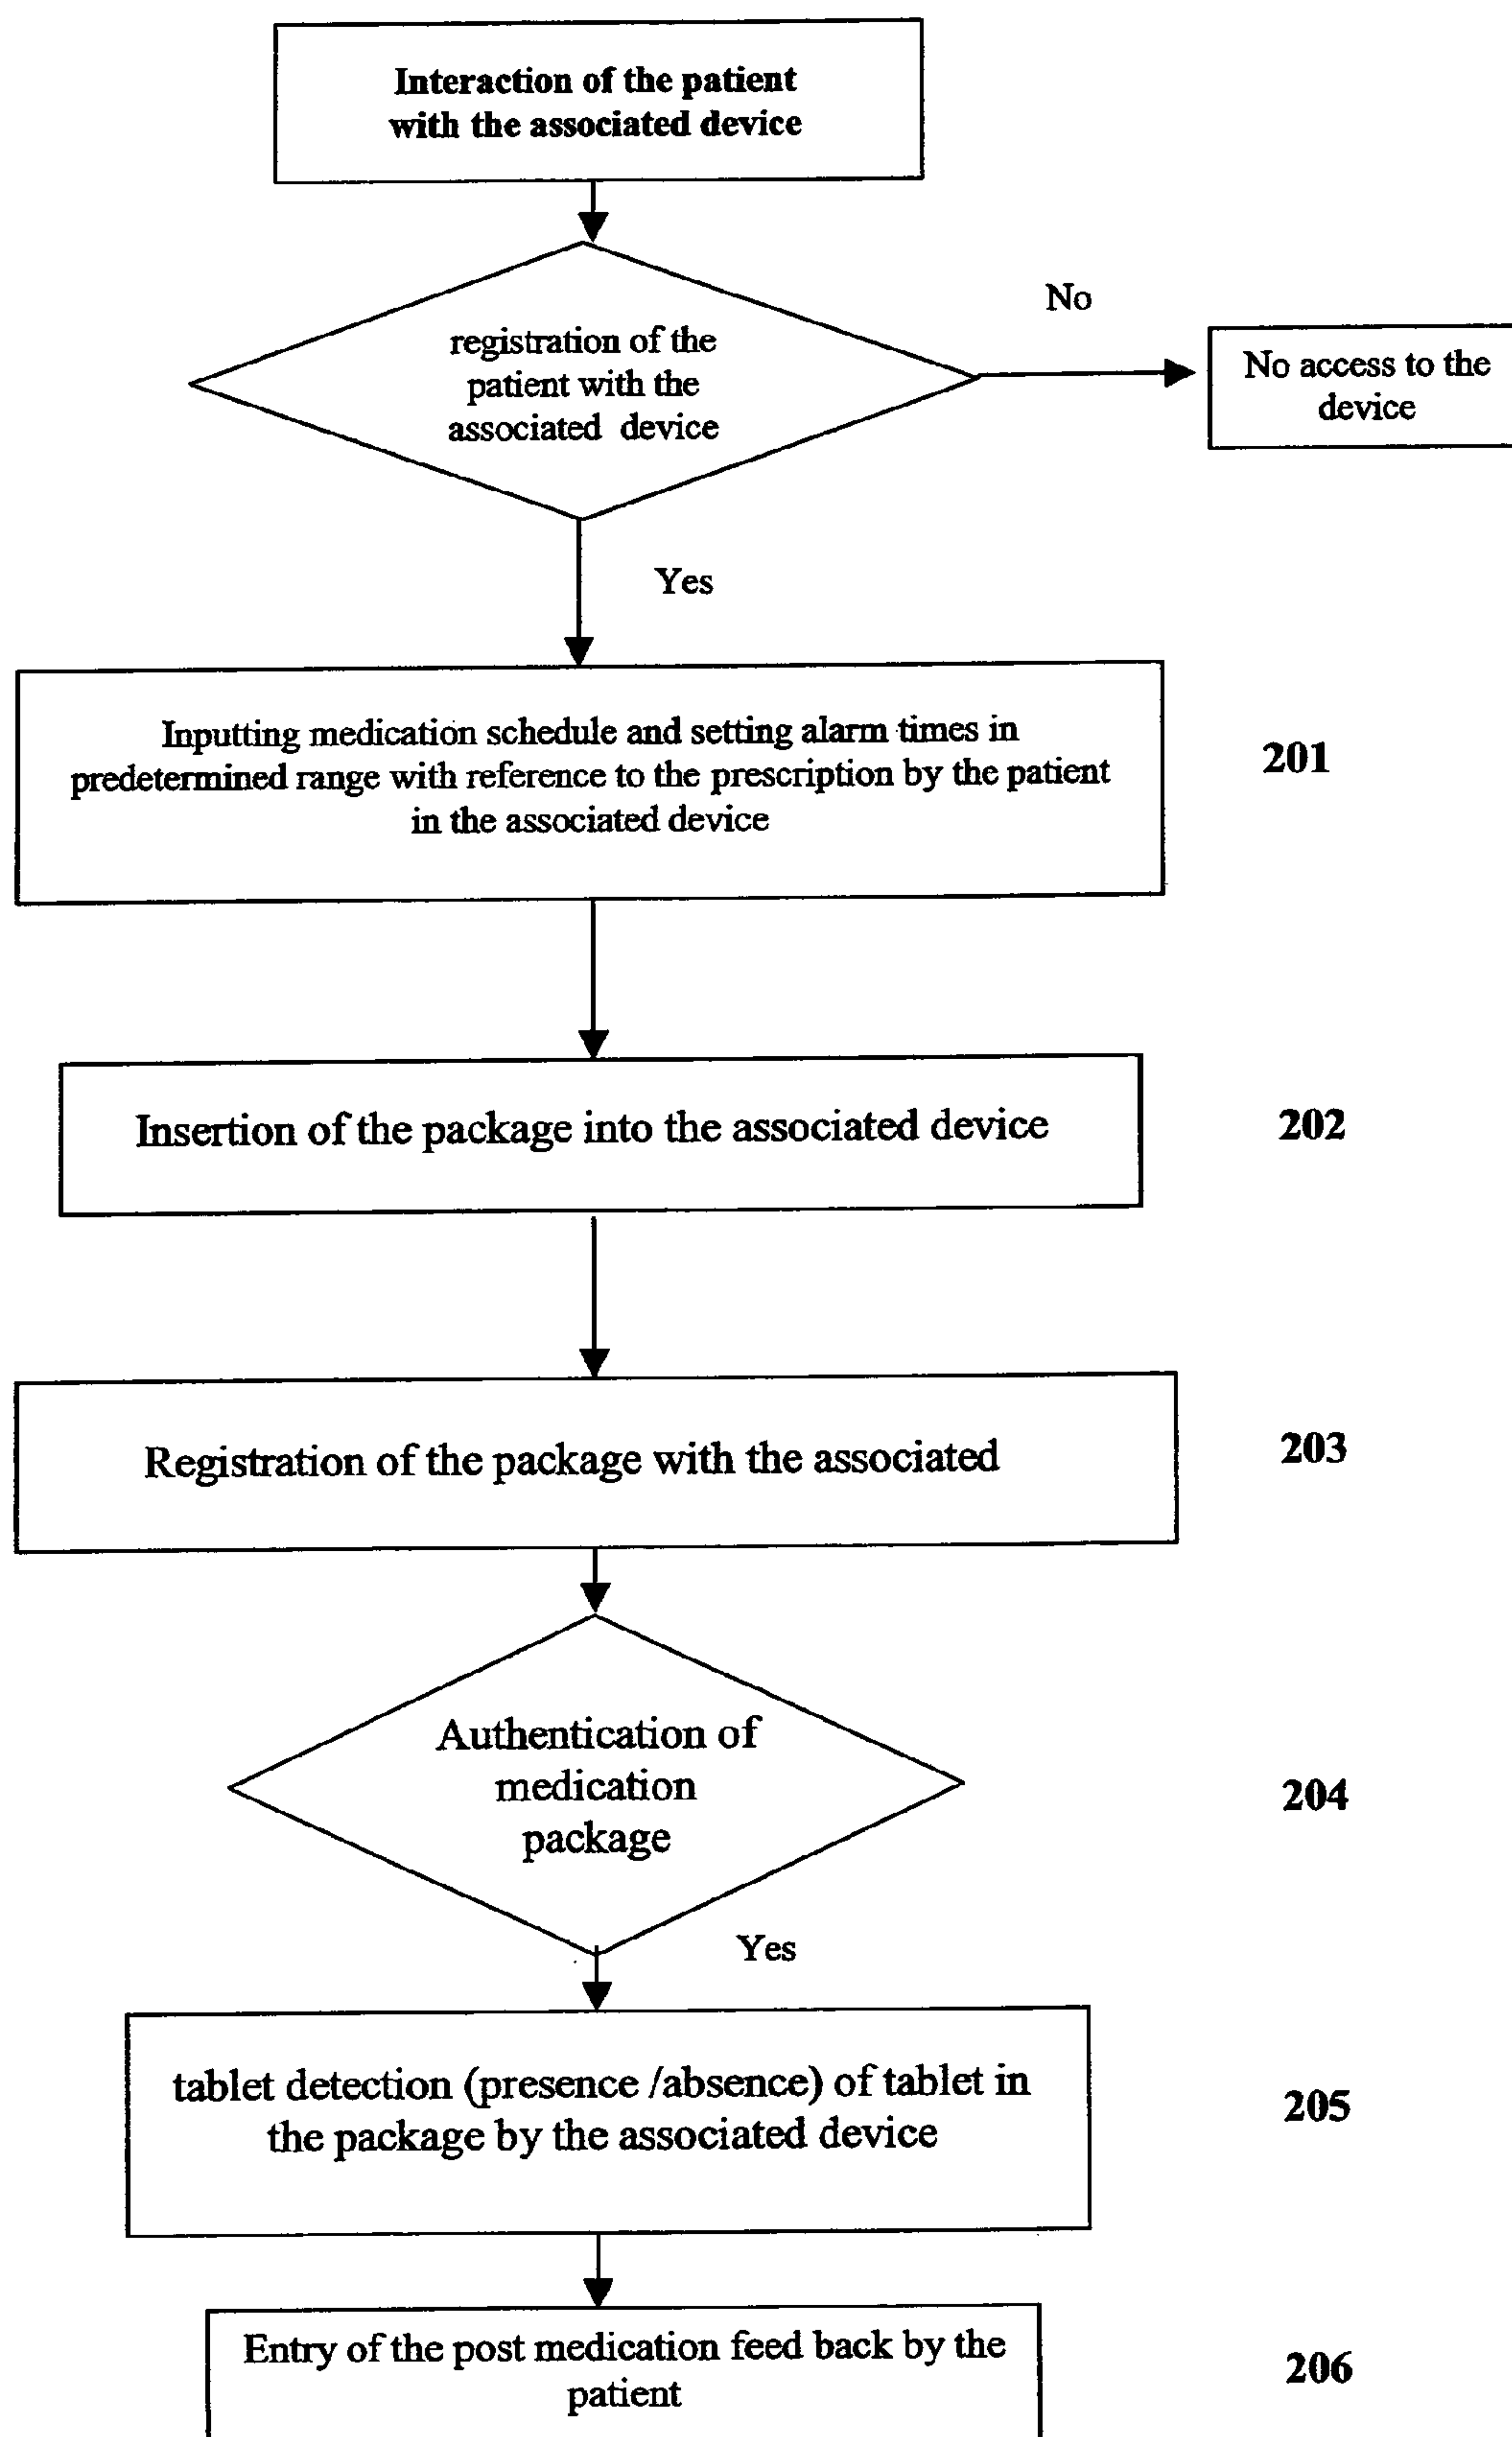 Interaction of the patient
with the associated device
registration of the
patient with the
associated device
No
No access to the
device
Yes
Inputting medication schedule and setting alarm times in
predetermined range with reference to the prescription by the patient
in the associated device
201
Insertion of the package into the associated device
202
Registration of the package with the associated
203
Authentication of
medication
package
204
Yes
tablet detection (presence /absence) of tablet in
the package by the associated device
205
Entry of the post medication feed back by the
patient
206